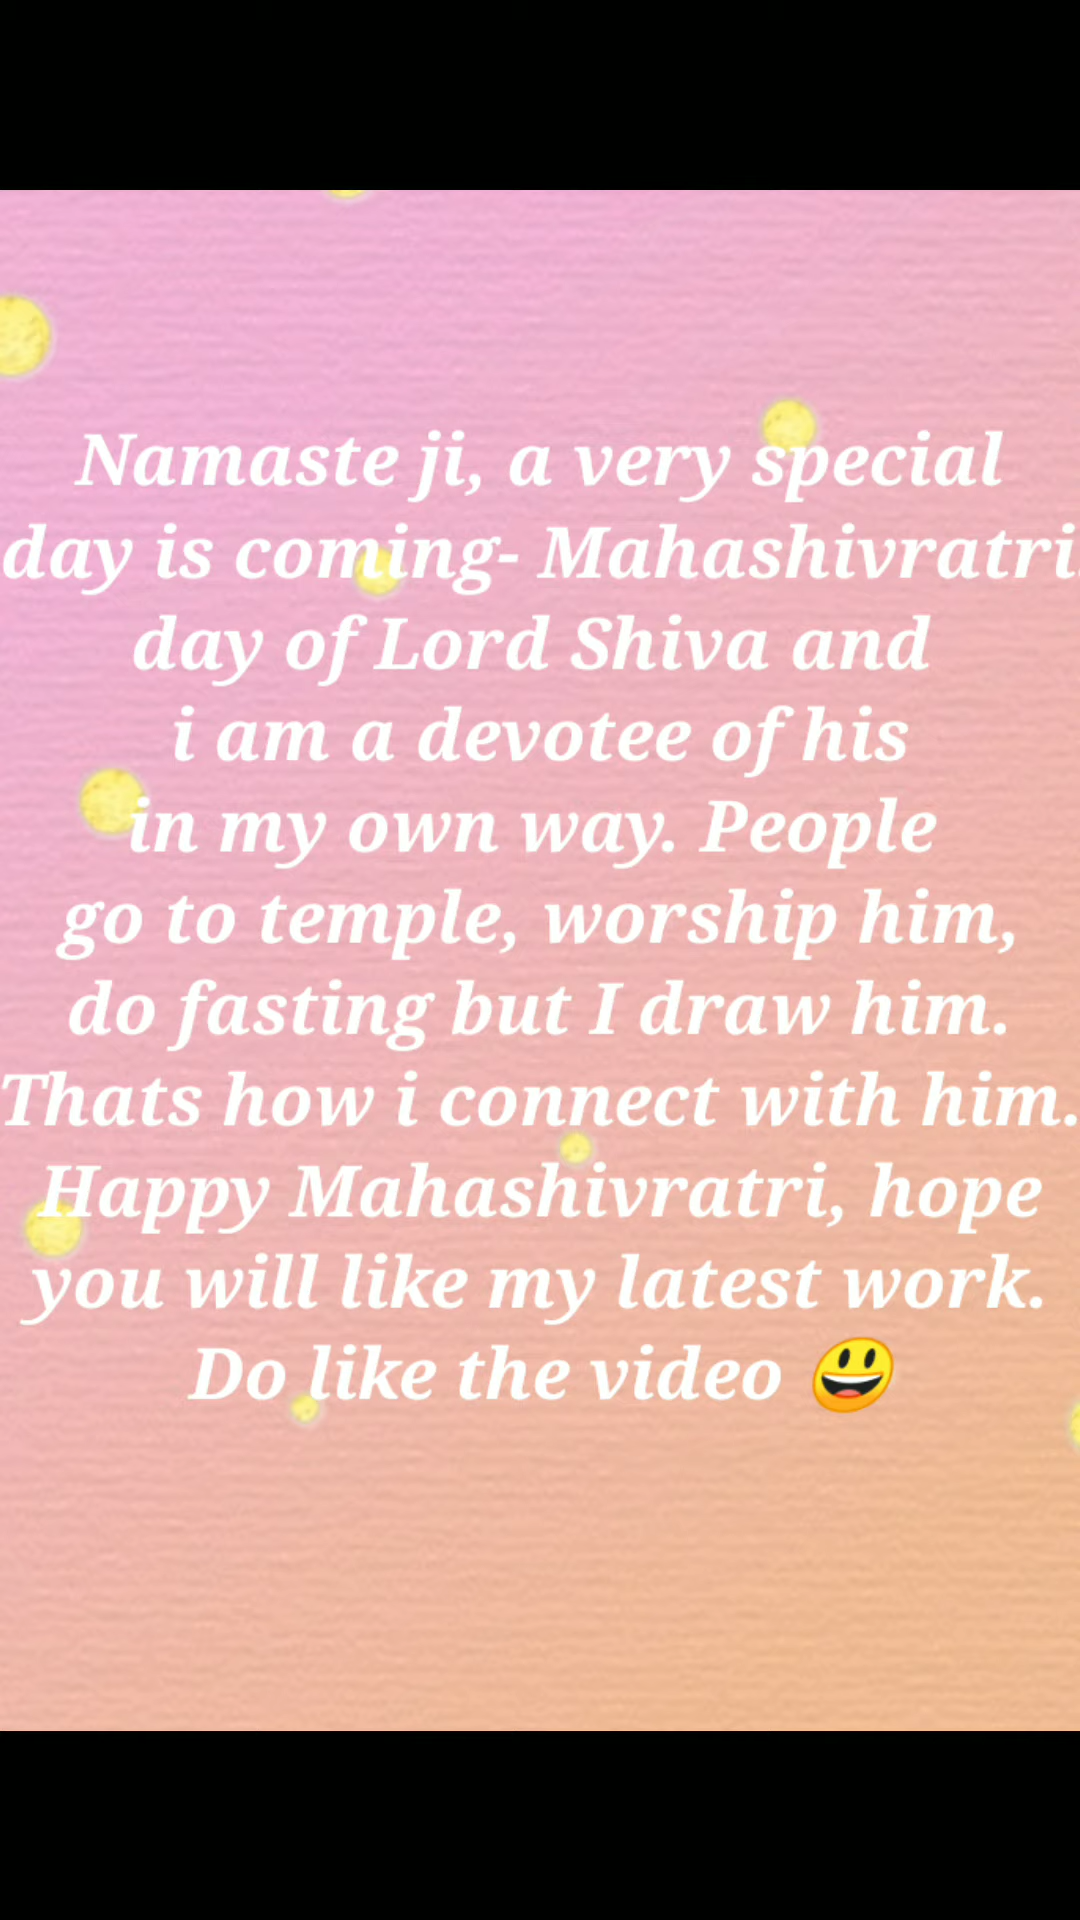 Namaste ji, a very special
day is coming- Mahashivratri.
day of Lord Shiva and
i am a devotee of his
in my own way. People
go to temple, worship him,
do fasting but I draw him.
Thats how i connect with him.
Happy Mahashivratri, hope
you will like my latest work.
Do like the video 😃